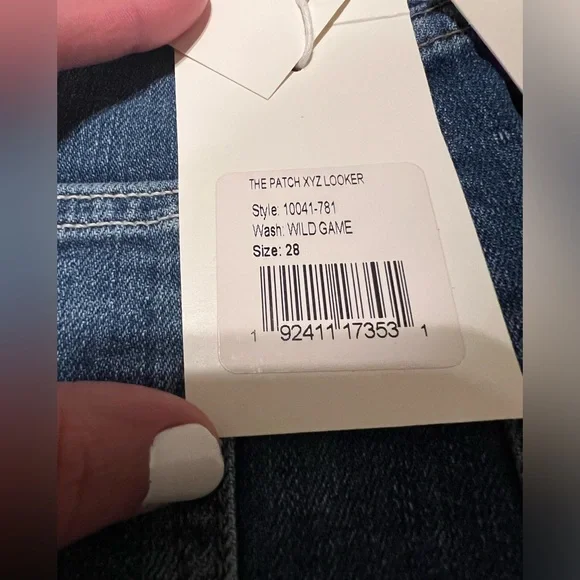 THE PATCH XYZ LOOKER
Style: 10041-781
Wash: WILD GAME
Size: 28
1 92411 17353 1